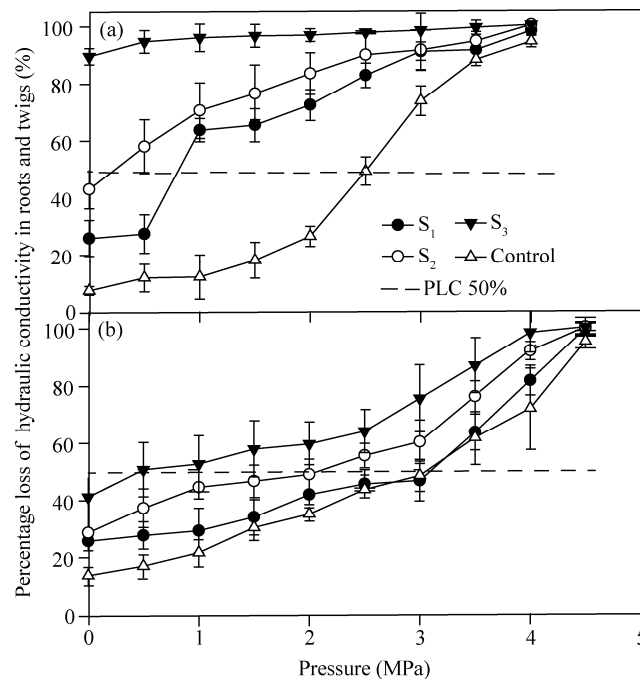 Percentage loss of hydraulic conductivity in roots and twigs (%)
100
80
60
40
20
0
(a)
S1
S3
S2
Control
PLC 50%
100
80
60
40
20
0
(b)
0
1
2
3
4
5
Pressure (MPa)